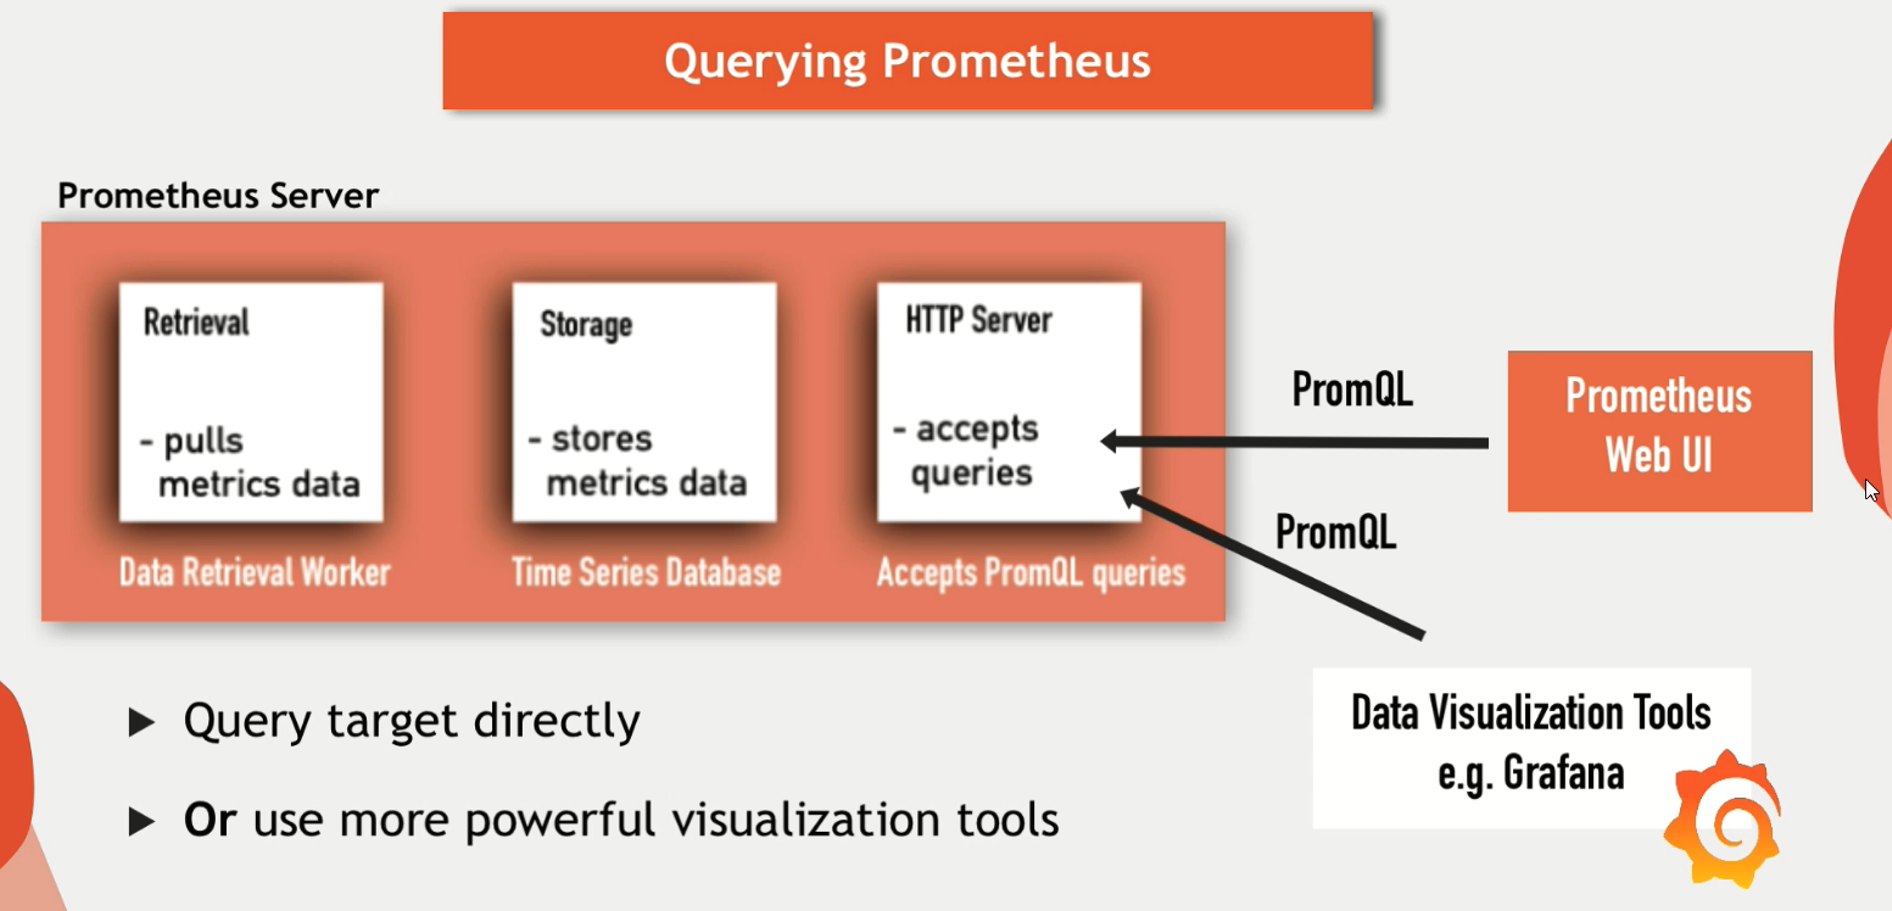 Querying Prometheus
Prometheus Server
Retrieval
- pulls
metrics data
Data Retrieval Worker
Storage
- stores
metrics data
Time Series Database
HTTP Server
- accepts
queries
Accepts PromQL queries
PromQL
Prometheus
Web UI
PromQL
Data Visualization Tools
e.g. Grafana
Query target directly
Or use more powerful visualization tools